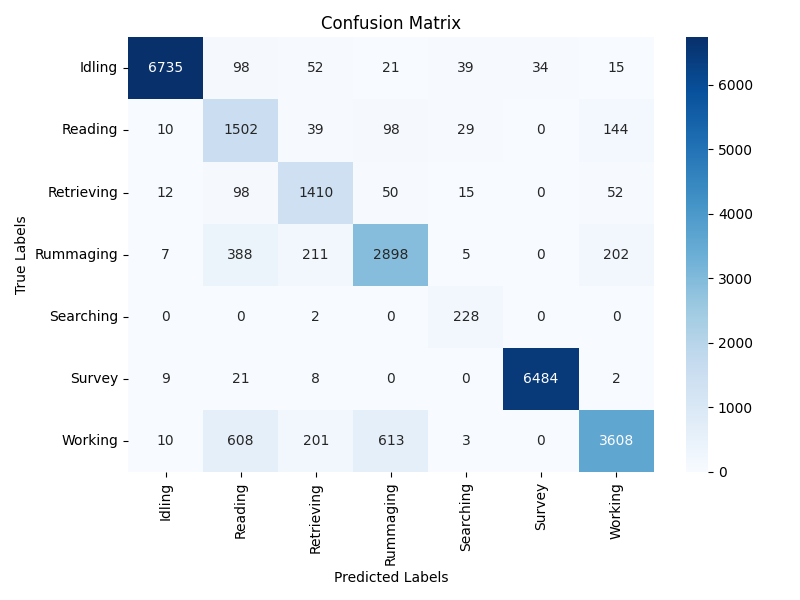 Confusion Matrix
True Labels
Idling 6735 98 52 21 39 34 15
Reading 10 1502 39 98 29 0 144
Retrieving 12 98 1410 50 15 0 52
Rummaging 7 388 211 2898 5 0 202
Searching 0 0 2 0 228 0 0
Survey 9 21 8 0 0 6484 2
Working 10 608 201 613 3 0 3608
Idling Reading Retrieving Rummaging Searching Survey Working
Predicted Labels
6000
5000
4000
3000
2000
1000
0